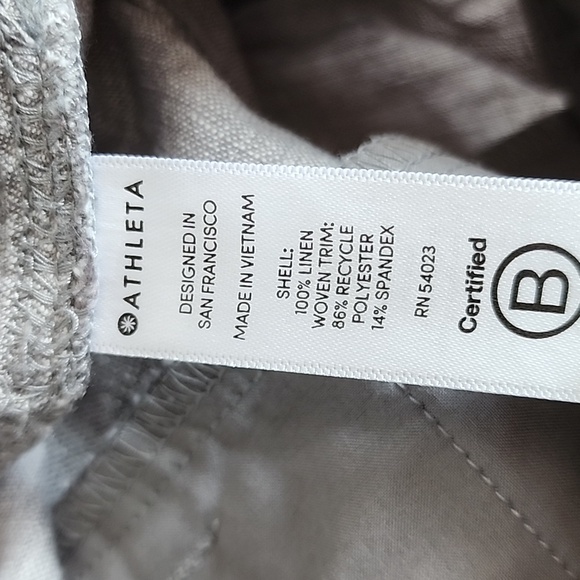 ATHLETA
DESIGNED IN
SAN FRANCISCO
MADE IN VIETNAM
SHELL:
100% LINEN
WOVEN TRIM:
86% RECYCLE
POLYESTER
14% SPANDEX
RN 54023
Certified
B